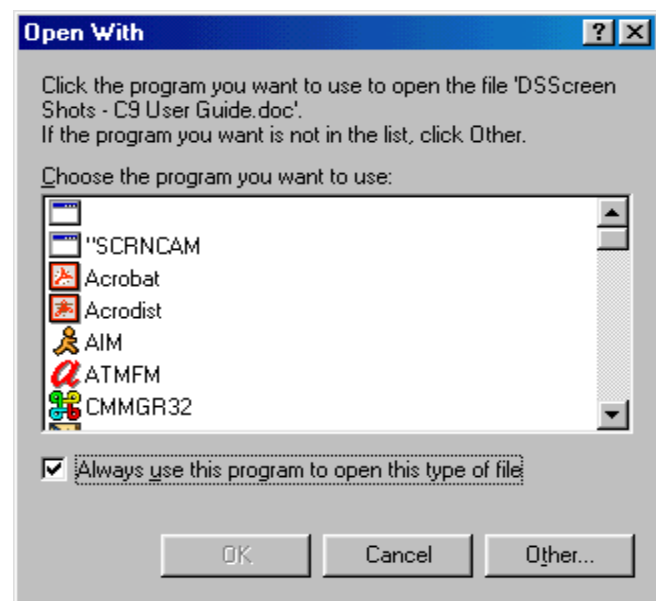 Open With
Click the program you want to use to open the file 'DSScreen
Shots - C9 User Guide.doc'.
If the program you want is not in the list, click Other.
Choose the program you want to use:
"SCRNCAM
Acrobat
Acrodist
AIM
ATMFM
CMMGR32
Always use this program to open this type of file
OK
Cancel
Other...